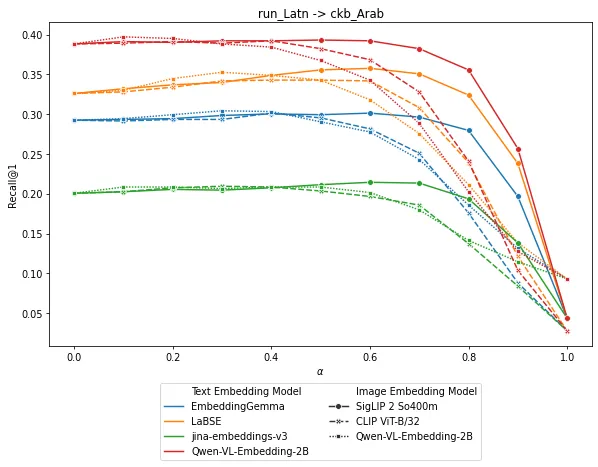 run_Latn -> ckb_Arab
Recall@1
0.40
0.35
0.30
0.25
0.20
0.15
0.10
0.05
0.0
0.2
0.4
0.6
0.8
1.0
α
Text Embedding Model
EmbeddingGemma
LaBSE
jina-embeddings-v3
Qwen-VL-Embedding-2B
Image Embedding Model
SigLIP 2 So400m
CLIP ViT-B/32
Qwen-VL-Embedding-2B